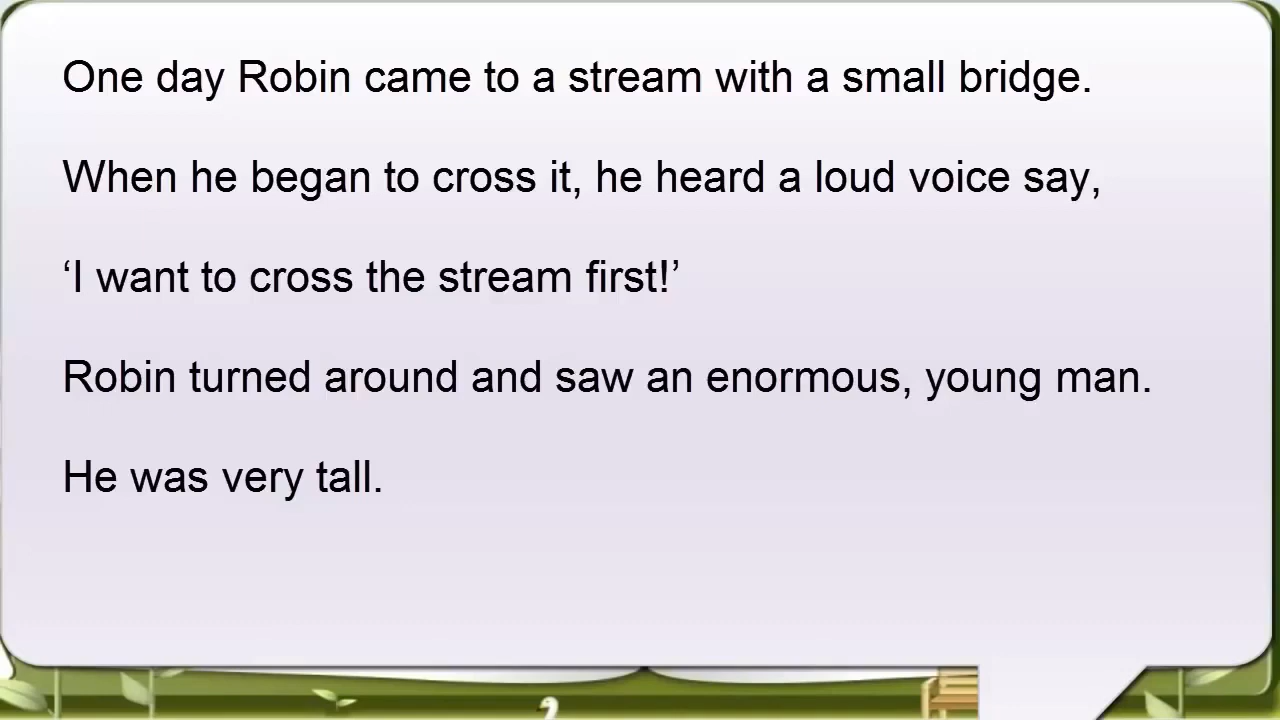 One day Robin came to a stream with a small bridge.
When he began to cross it, he heard a loud voice say,
‘I want to cross the stream first!’
Robin turned around and saw an enormous, young man.
He was very tall.